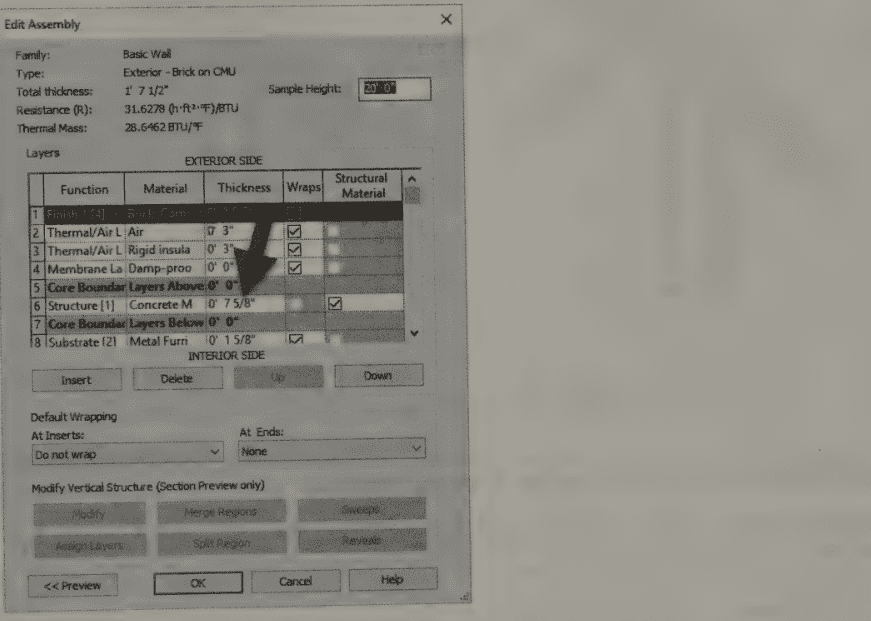 Edit Assembly
Family: Basic Wall
Type: Exterior - Brick on CMU
Total thickness: 1' 7 1/2" Sample Height: 20' 0"
Resistance (R): 31.6278 (h·ft²·°F)/BTU
Thermal Mass: 28.6462 BTU/°F
Layers
EXTERIOR SIDE
Function Material Thickness Wraps Structural Material
1 Finish 1 [4]
2 Thermal/Air L Air 0' 3"
3 Thermal/Air L Rigid insula 0' 3"
4 Membrane La Damp-proo 0' 0"
5 Core Boundar Layers Above 0' 0"
6 Structure [1] Concrete M 0' 7 5/8"
7 Core Boundar Layers Below 0' 0"
8 Substrate [2] Metal Furri 0' 1 5/8"
INTERIOR SIDE
Insert Delete Up Down
Default Wrapping
At Inserts: At Ends:
Do not wrap None
Modify Vertical Structure (Section Preview only)
Modify Merge Regions Sweeps
Assign Layers Split Region Reveals
<< Preview OK Cancel Help